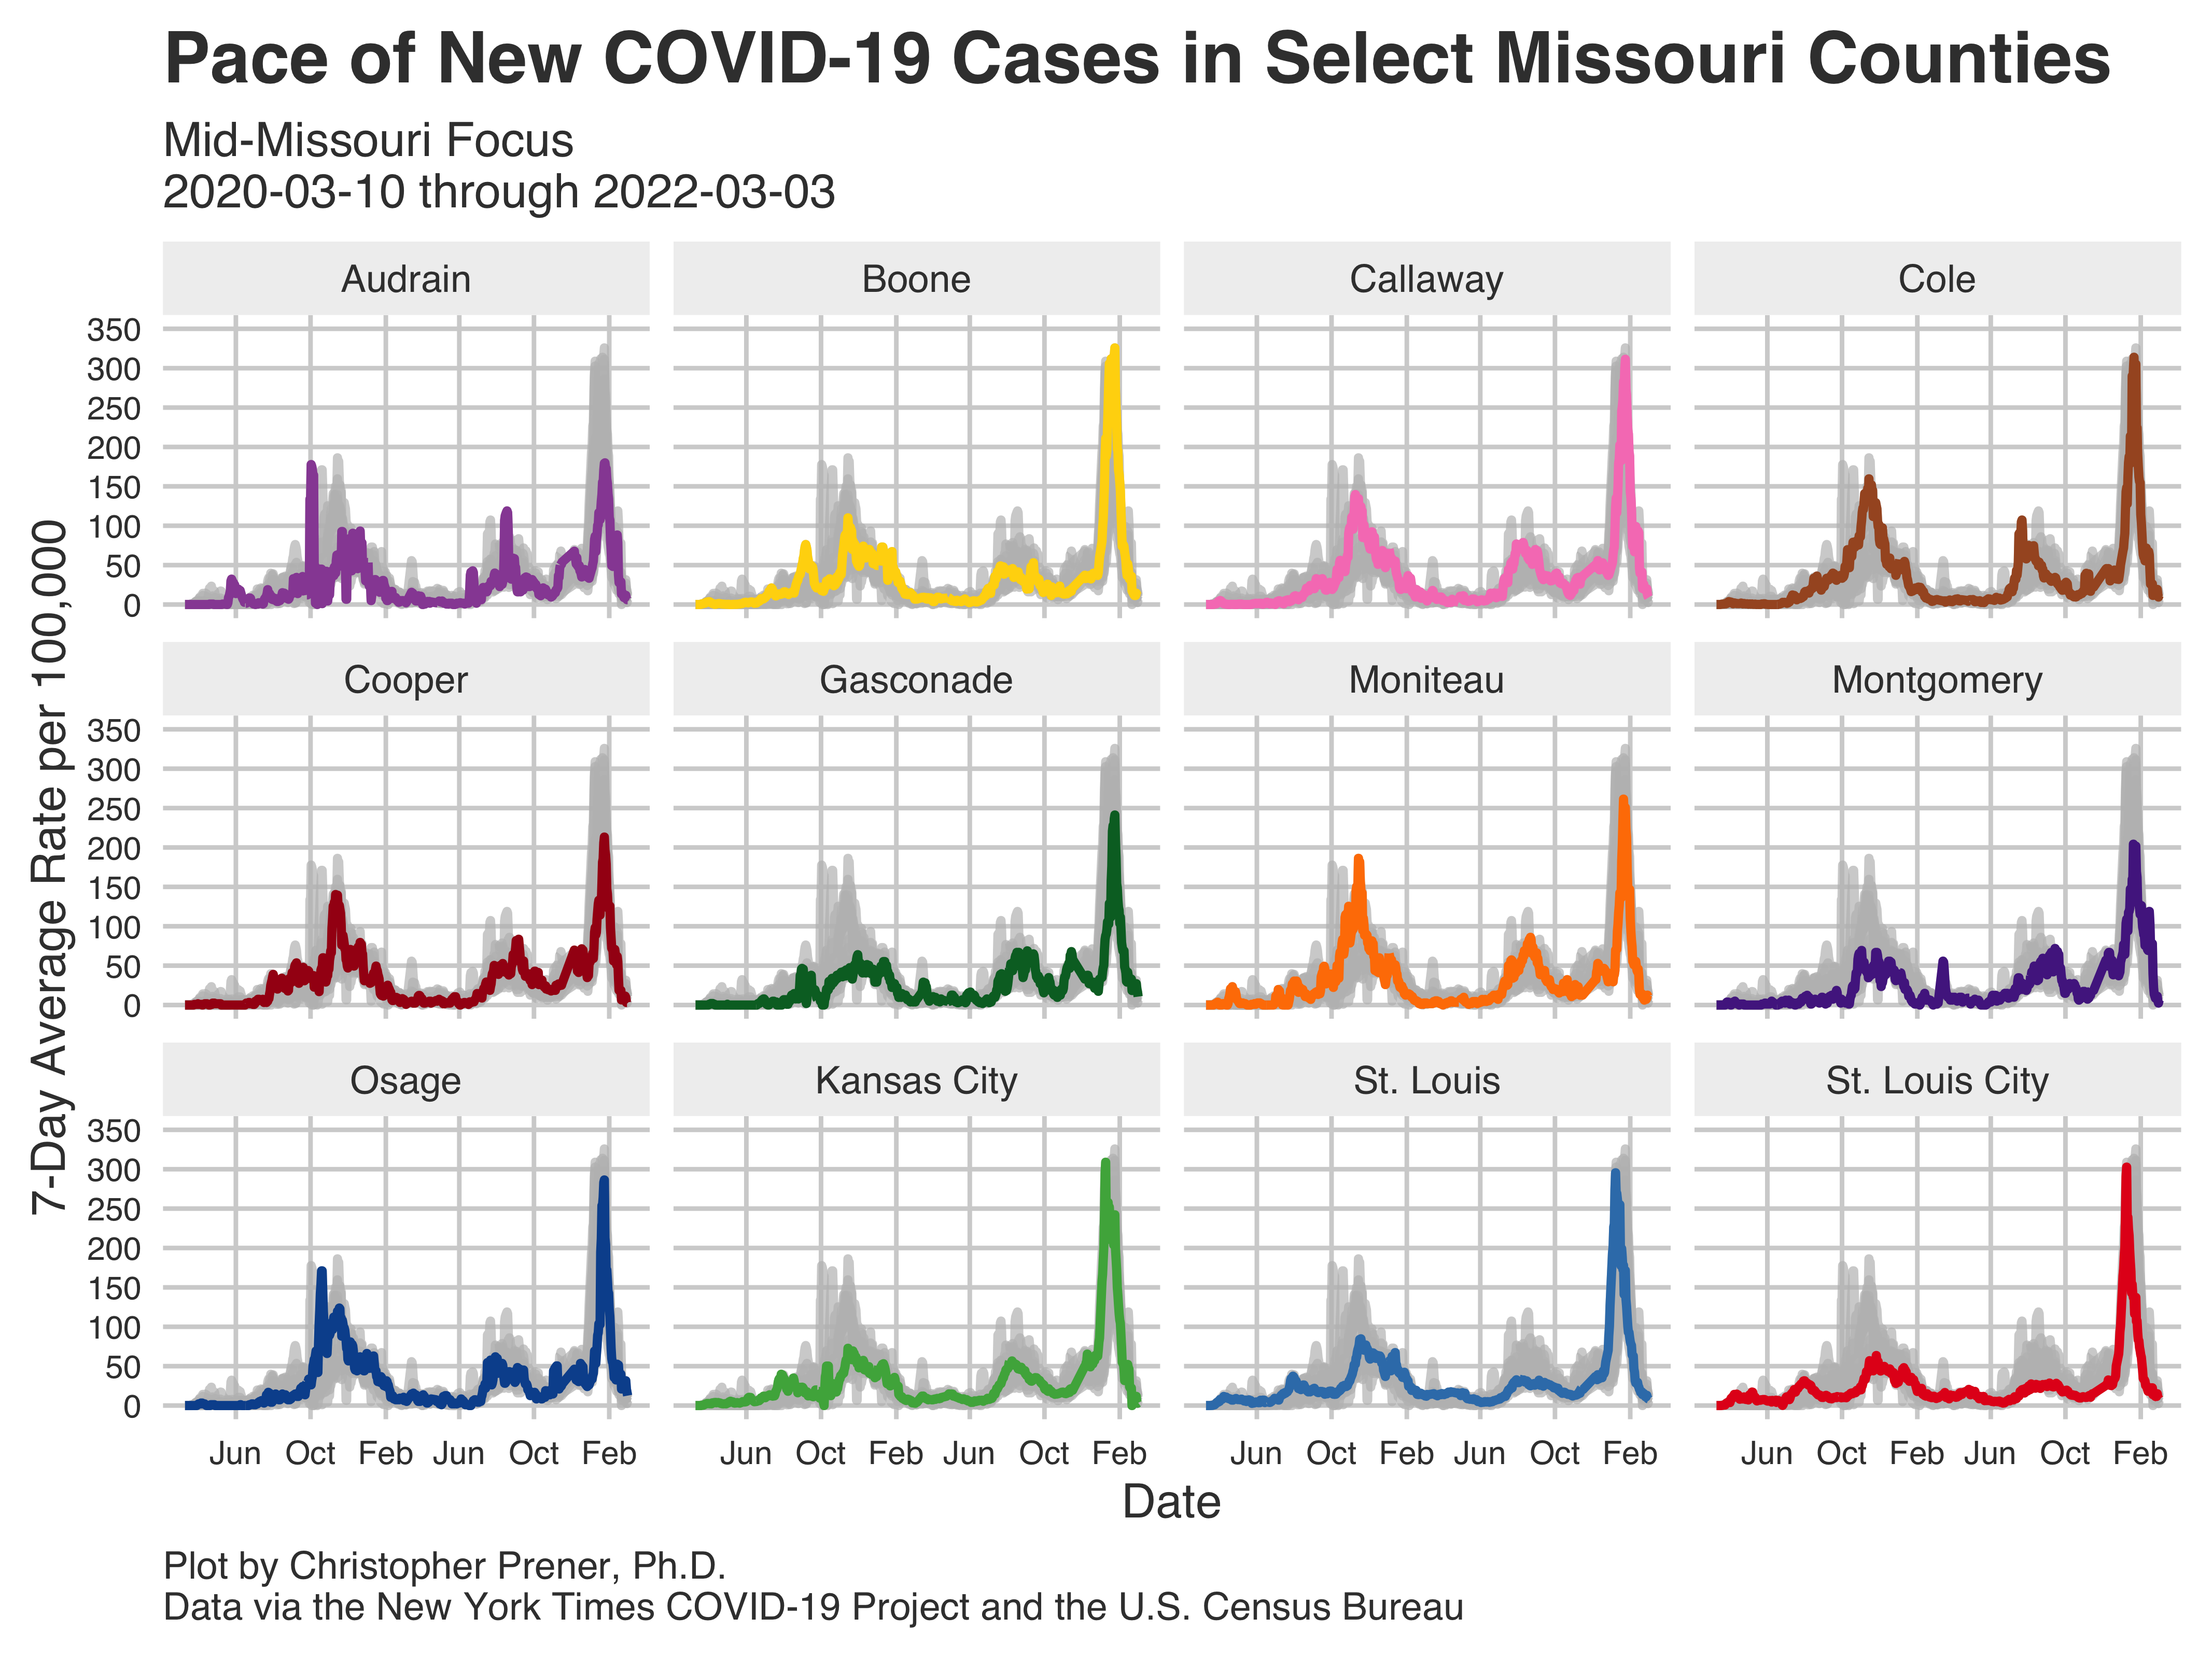 Pace of New COVID-19 Cases in Select Missouri Counties
Mid-Missouri Focus
2020-03-10 through 2022-03-03
Audrain
Boone
Callaway
Cole
350
300
250
200
150
100
50
0
Cooper
Gasconade
Moniteau
Montgomery
350
300
250
200
150
100
50
0
Osage
Kansas City
St. Louis
St. Louis City
350
300
250
200
150
100
50
0
7-Day Average Rate per 100,000
Jun Oct Feb Jun Oct Feb
Jun Oct Feb Jun Oct Feb
Jun Oct Feb Jun Oct Feb
Jun Oct Feb Jun Oct Feb
Date
Plot by Christopher Prener, Ph.D.
Data via the New York Times COVID-19 Project and the U.S. Census Bureau